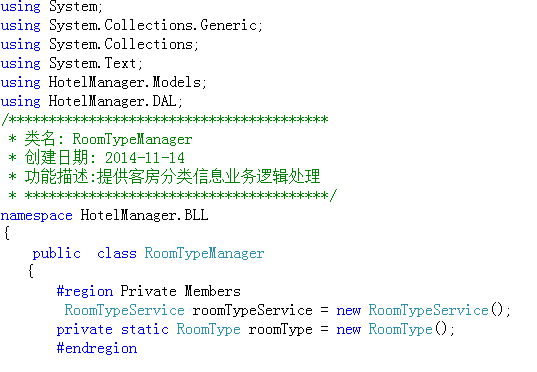 using System;
using System.Collections.Generic;
using System.Collections;
using System.Text;
using HotelManager.Models;
using HotelManager.DAL;
/****************************************
* 类名: RoomTypeManager
* 创建日期: 2014-11-14
* 功能描述:提供客房分类信息业务逻辑处理
* **************************************/
namespace HotelManager.BLL
{
public  class RoomTypeManager
{
#region Private Members
RoomTypeService roomTypeService = new RoomTypeService();
private static RoomType roomType = new RoomType();
#endregion